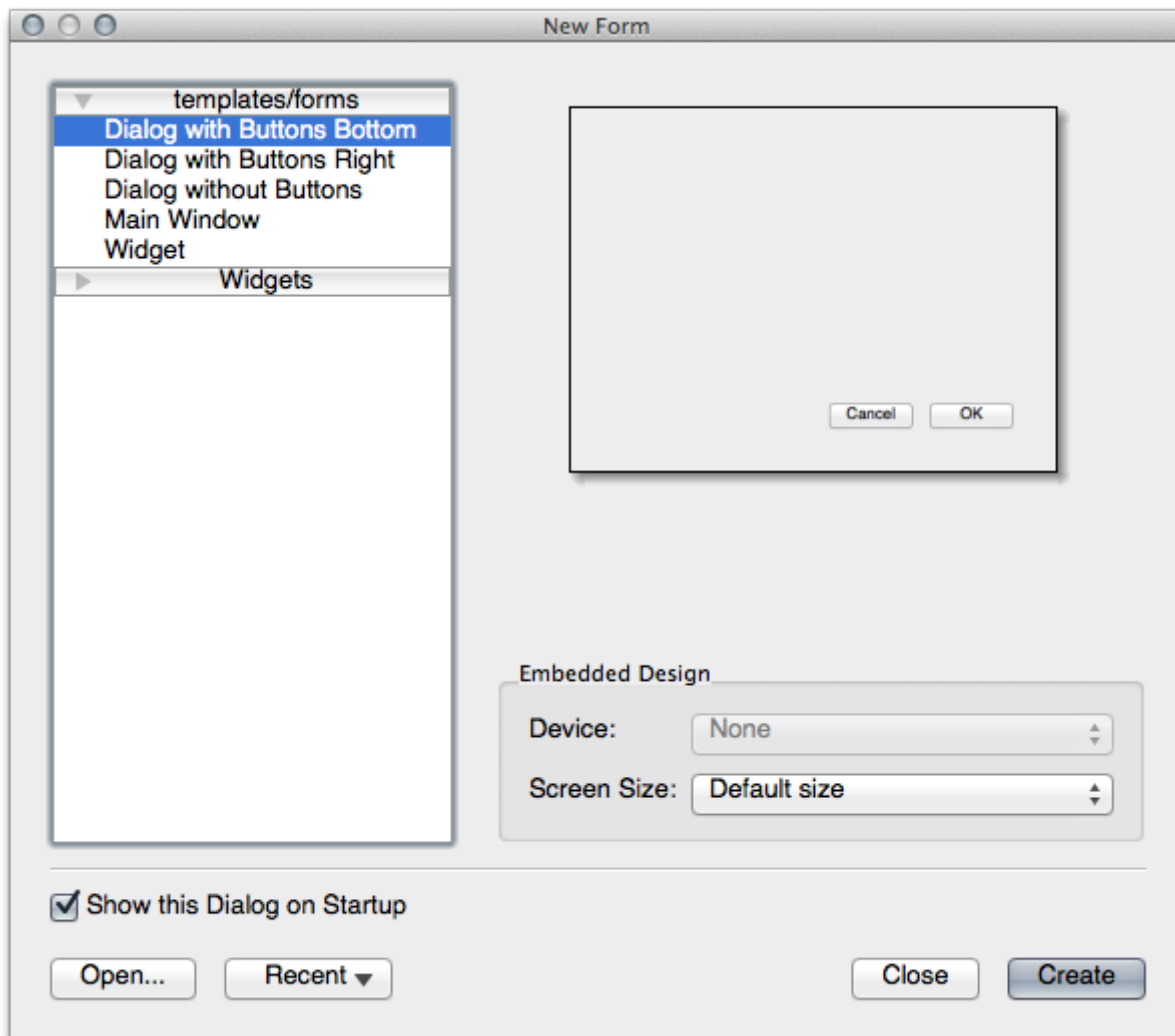 New Form
templates/forms
Dialog with Buttons Bottom
Dialog with Buttons Right
Dialog without Buttons
Main Window
Widget
Widgets
Cancel OK
Embedded Design
Device: None
Screen Size: Default size
Show this Dialog on Startup
Open... Recent Close Create